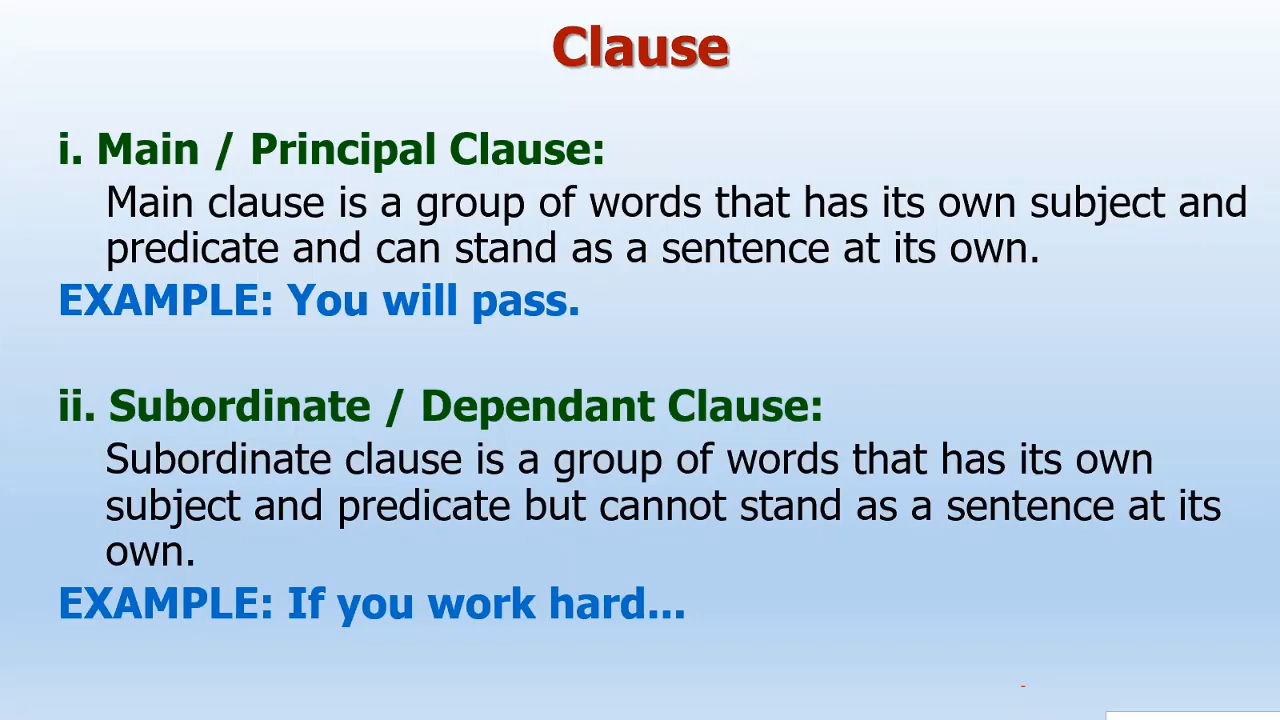 Clause
i. Main / Principal Clause:
Main clause is a group of words that has its own subject and
predicate and can stand as a sentence at its own.
EXAMPLE: You will pass.
ii. Subordinate / Dependant Clause:
Subordinate clause is a group of words that has its own
subject and predicate but cannot stand as a sentence at its
own.
EXAMPLE: If you work hard...